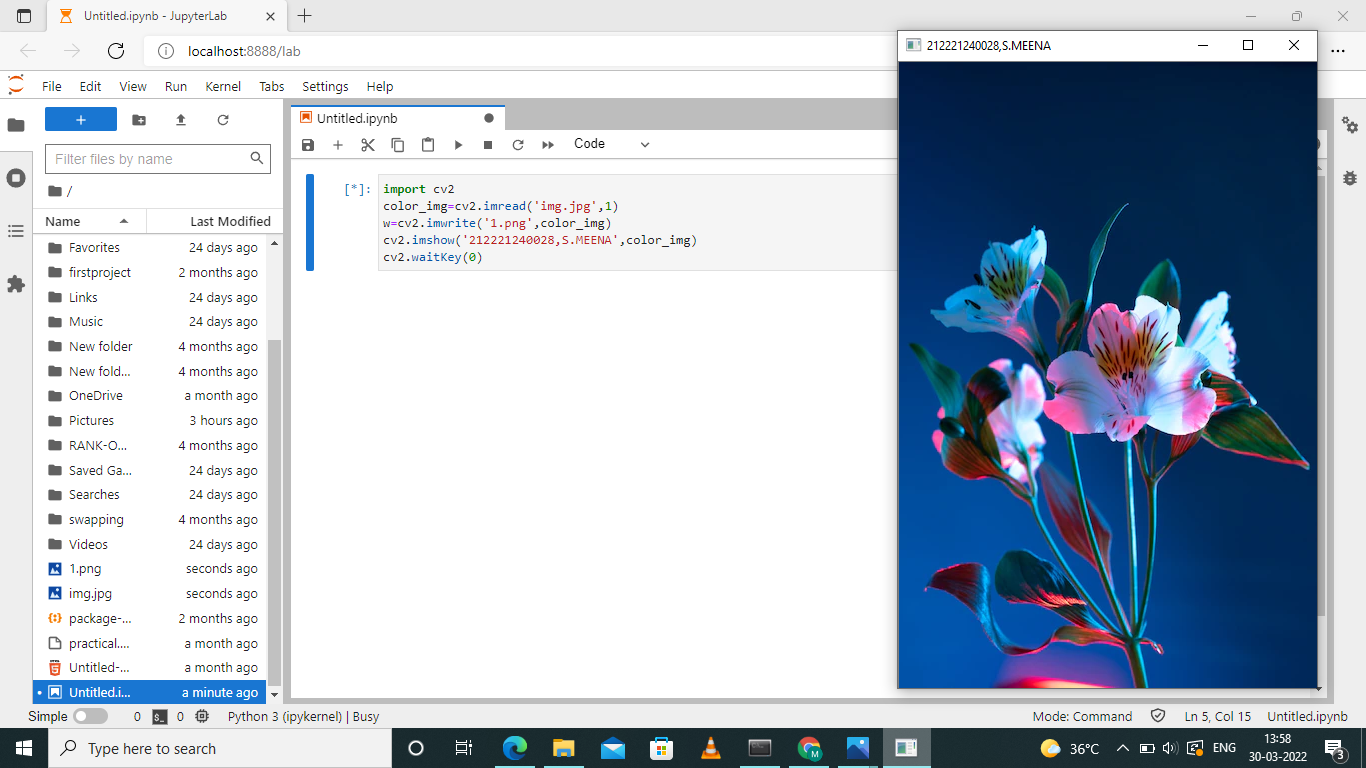 Untitled.ipynb - JupyterLab
localhost:8888/lab
212221240028,S.MEENA
File Edit View Run Kernel Tabs Settings Help
Untitled.ipynb
Code
Filter files by name
/
Name Last Modified
Favorites 24 days ago
firstproject 2 months ago
Links 24 days ago
Music 24 days ago
New folder 4 months ago
New fold... 4 months ago
OneDrive a month ago
Pictures 3 hours ago
RANK-O... 4 months ago
Saved Ga... 24 days ago
Searches 24 days ago
swapping 4 months ago
Videos 24 days ago
1.png seconds ago
img.jpg seconds ago
package-... 2 months ago
practical.... a month ago
Untitled-... a month ago
Untitled.i... a minute ago
[*]:
import cv2
color_img=cv2.imread('img.jpg',1)
w=cv2.imwrite('1.png',color_img)
cv2.imshow('212221240028,S.MEENA',color_img)
cv2.waitKey(0)
Simple 0 $_ 0 Python 3 (ipykernel) | Busy
Mode: Command Ln 5, Col 15 Untitled.ipynb
Type here to search
M
36°C ENG
13:58
30-03-2022
3